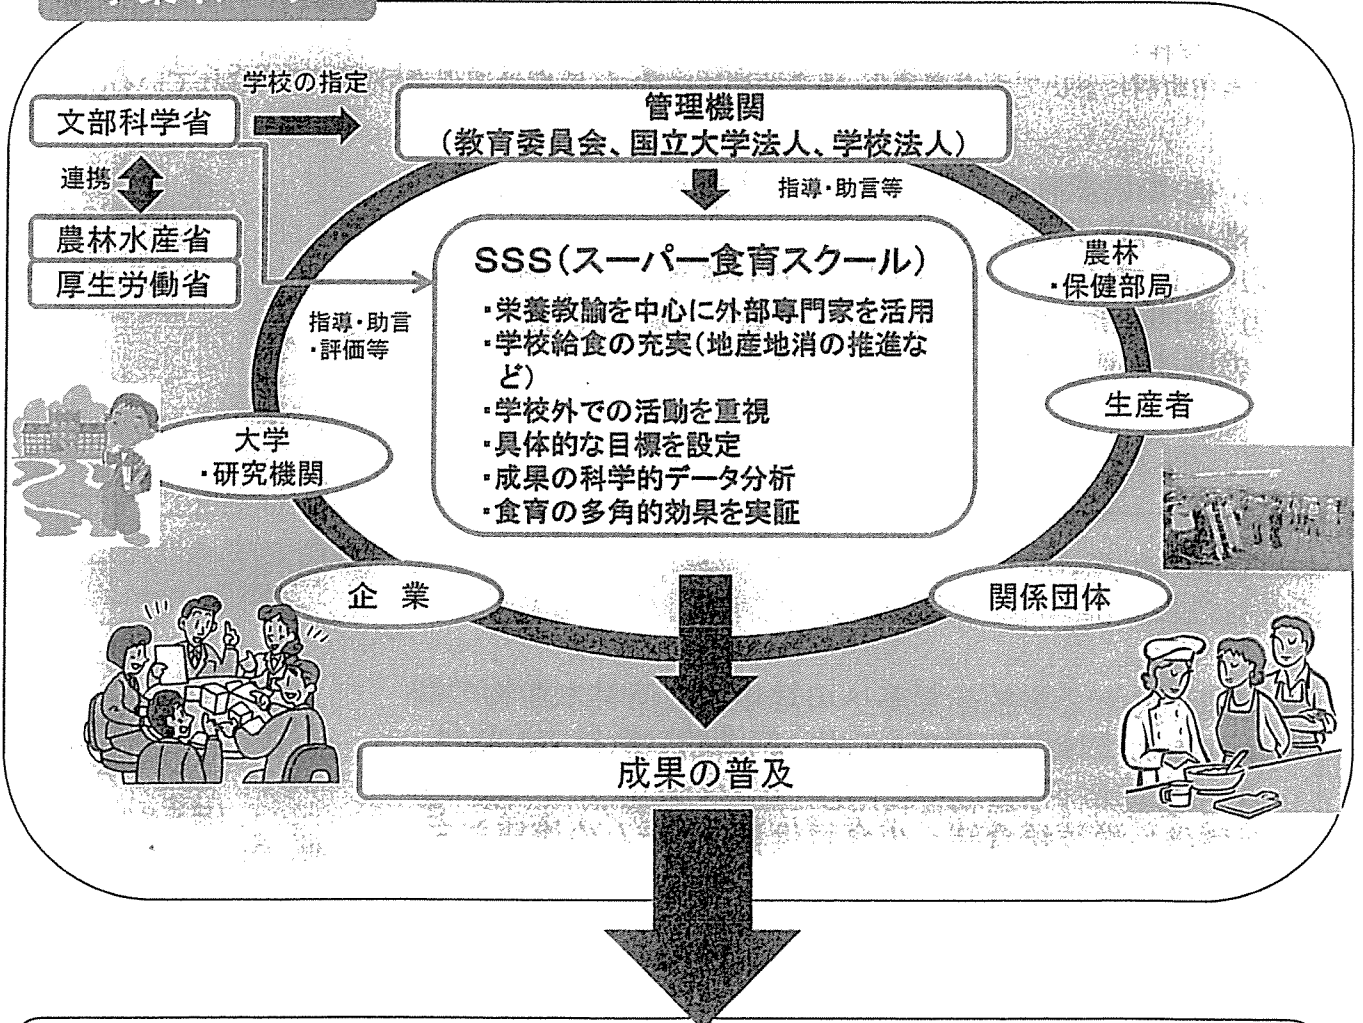 学校の指定
文部科学省
管理機関
(教育委員会、国立大学法人、学校法人)
連携
指導・助言等
農林水産省
厚生労働省
SSS(スーパー食育スクール)
・栄養教諭を中心に外部専門家を活用
・学校給食の充実(地産地消の推進な
ど)
・学校外での活動を重視
・具体的な目標を設定
・成果の科学的データ分析
・食育の多角的効果を実証
指導・助言
・評価等
農林
・保健部局
生産者
大学
・研究機関
企 業
関係団体
成果の普及